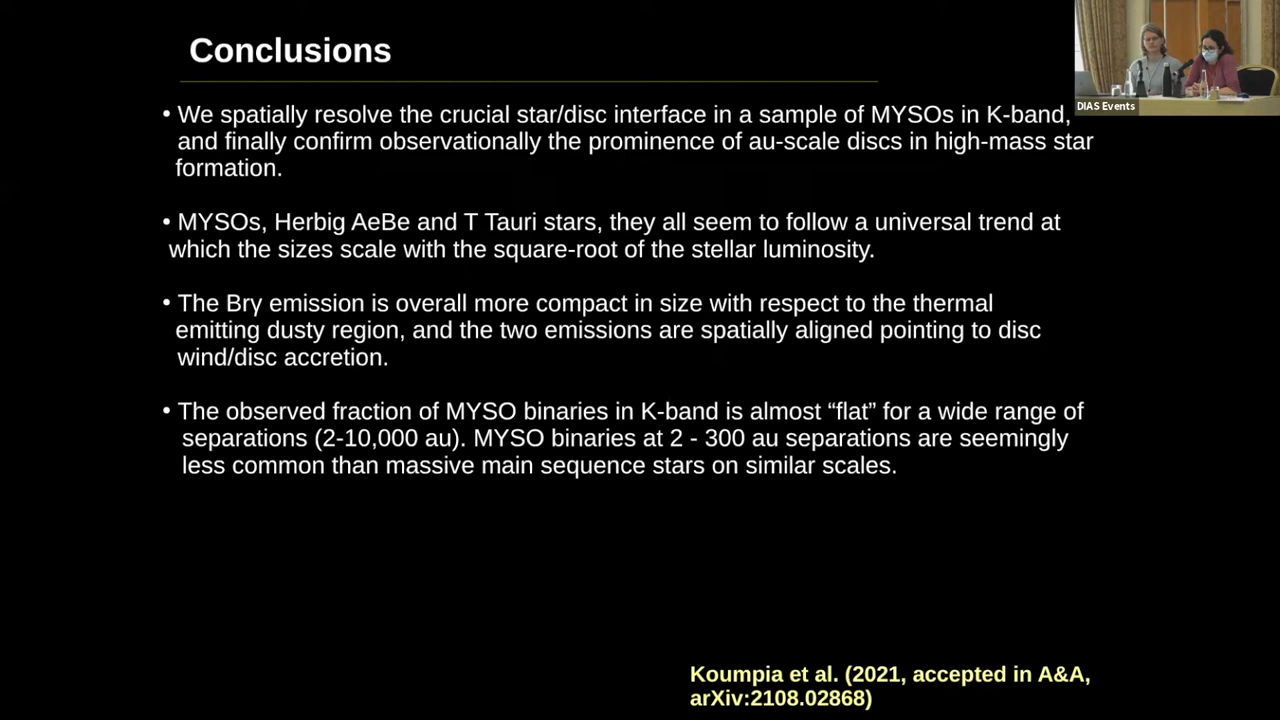 Conclusions
DIAS Events
• We spatially resolve the crucial star/disc interface in a sample of MYSOs in K-band,
and finally confirm observationally the prominence of au-scale discs in high-mass star
formation.
• MYSOs, Herbig AeBe and T Tauri stars, they all seem to follow a universal trend at
which the sizes scale with the square-root of the stellar luminosity.
• The Brγ emission is overall more compact in size with respect to the thermal
emitting dusty region, and the two emissions are spatially aligned pointing to disc
wind/disc accretion.
• The observed fraction of MYSO binaries in K-band is almost “flat” for a wide range of
separations (2-10,000 au). MYSO binaries at 2 - 300 au separations are seemingly
less common than massive main sequence stars on similar scales.
Koumpia et al. (2021, accepted in A&A,
arXiv:2108.02868)